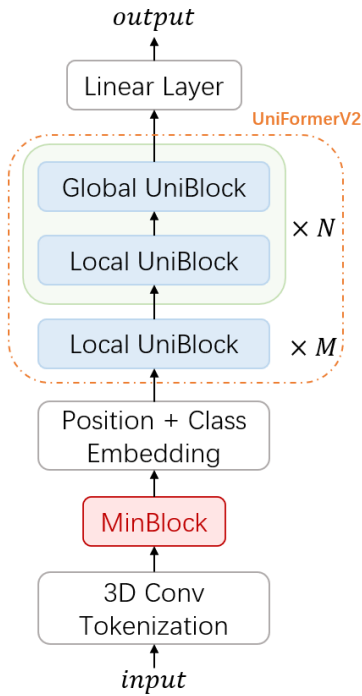 output
Linear Layer
UniFormerV2
Global UniBlock
× N
Local UniBlock
Local UniBlock
× M
Position + Class
Embedding
MinBlock
3D Conv
Tokenization
input